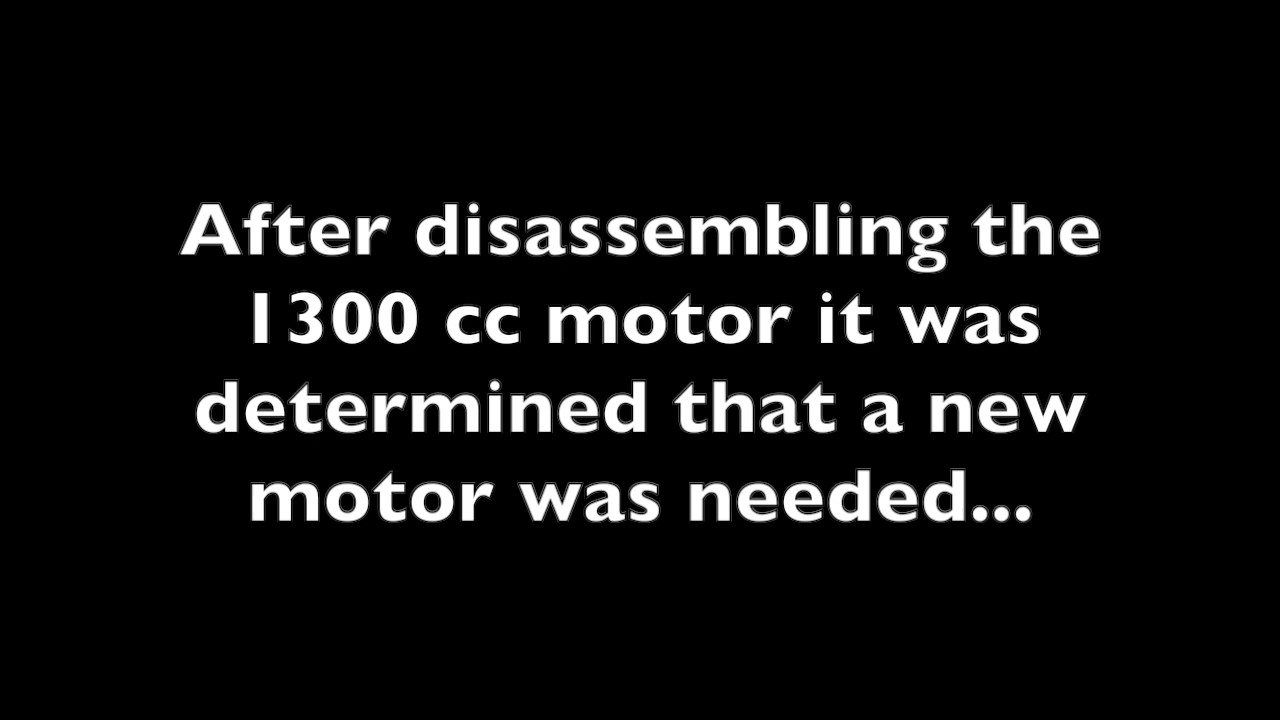 After disassembling the
1300 cc motor it was
determined that a new
motor was needed...